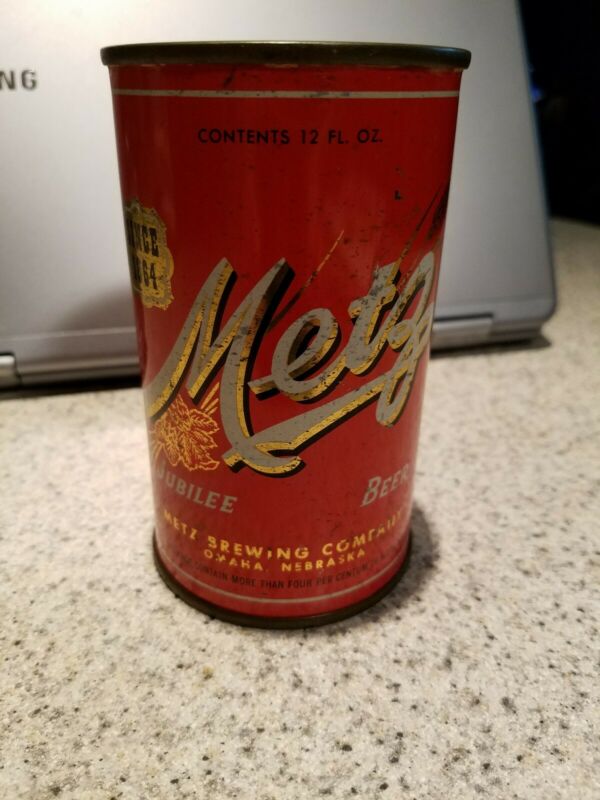 NG
CONTENTS 12 FL. OZ.
Metz
JUBILEE BEER
METZ BREWING COMPANY
OMAHA, NEBRASKA
CONTAIN MORE THAN FOUR PER CENTUM